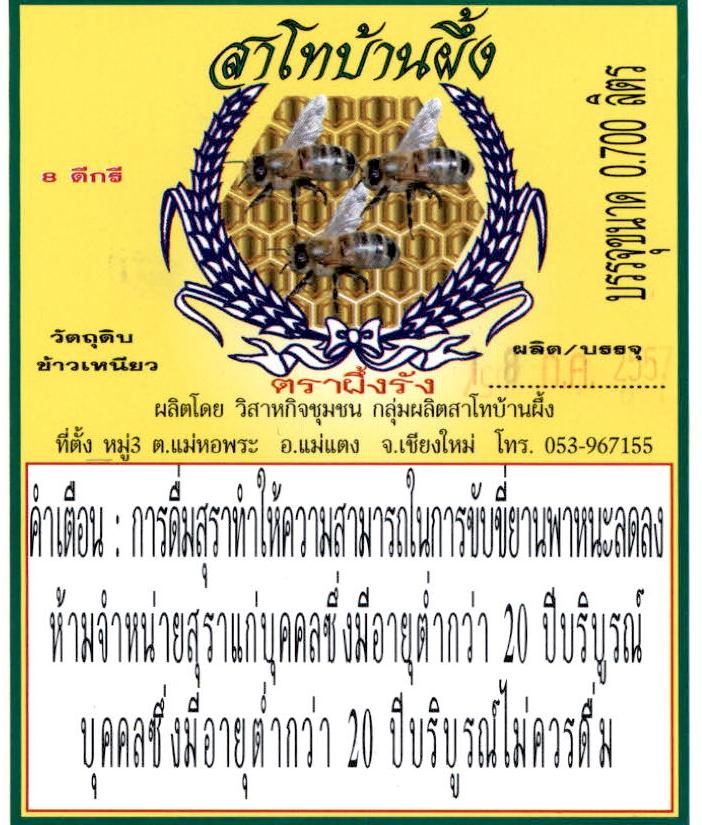 สาโทบ้านผึ้ง
8 ดีกรี
บรรจุขนาด 0.700 ลิตร
วัตถุดิบ
ข้าวเหนียว
ผลิต/บรรจุ
8 ก.ค. 2557
ตราผึ้งรัง
ผลิตโดย วิสาหกิจชุมชน กลุ่มผลิตสาโทบ้านผึ้ง
ที่ตั้ง หมู่3 ต.แม่หอพระ อ.แม่แตง จ.เชียงใหม่ โทร. 053-967155
คำเตือน : การดื่มสุราทำให้ความสามารถในการขับขี่ยานพาหนะลดลง
ห้ามจำหน่ายสุราแก่บุคคลซึ่งมีอายุต่ำกว่า 20 ปีบริบูรณ์
บุคคลซึ่งมีอายุต่ำกว่า 20 ปีบริบูรณ์ไม่ควรดื่ม